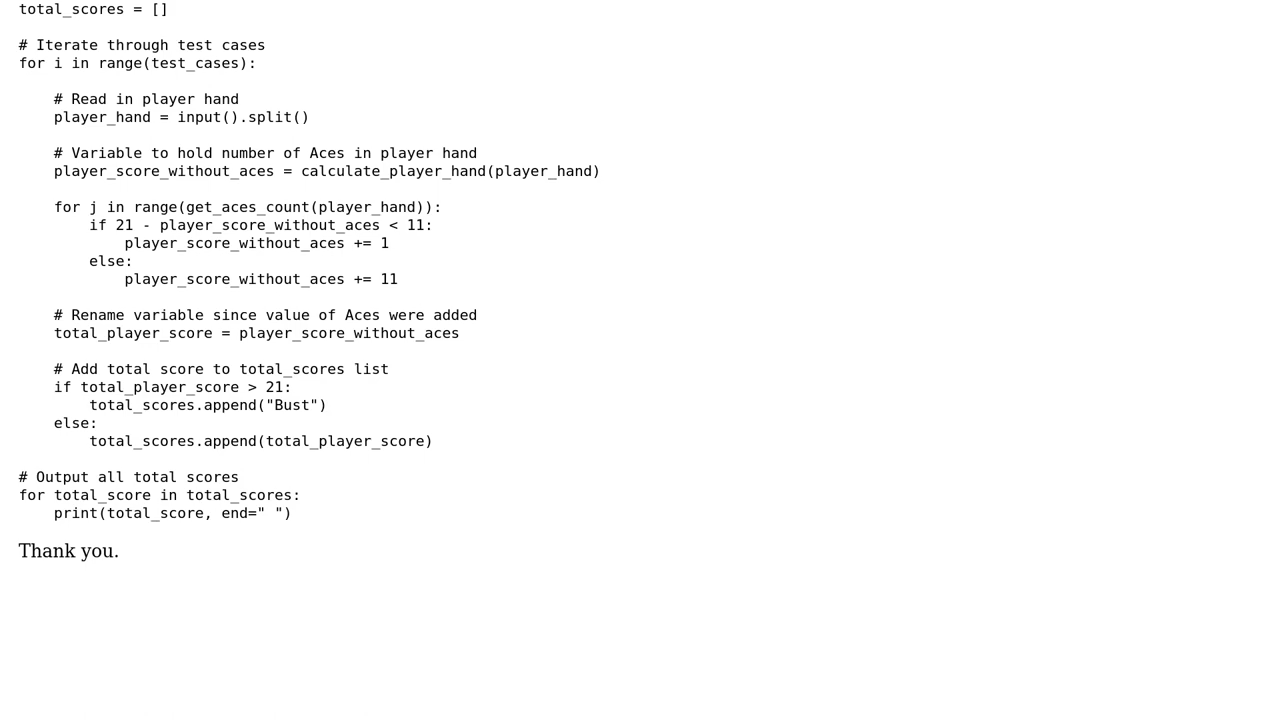 total_scores = []

# Iterate through test cases
for i in range(test_cases):

    # Read in player hand
    player_hand = input().split()

    # Variable to hold number of Aces in player hand
    player_score_without_aces = calculate_player_hand(player_hand)

    for j in range(get_aces_count(player_hand)):
        if 21 - player_score_without_aces < 11:
            player_score_without_aces += 1
        else:
            player_score_without_aces += 11

    # Rename variable since value of Aces were added
    total_player_score = player_score_without_aces

    # Add total score to total_scores list
    if total_player_score > 21:
        total_scores.append("Bust")
    else:
        total_scores.append(total_player_score)

# Output all total scores
for total_score in total_scores:
    print(total_score, end=" ")

Thank you.